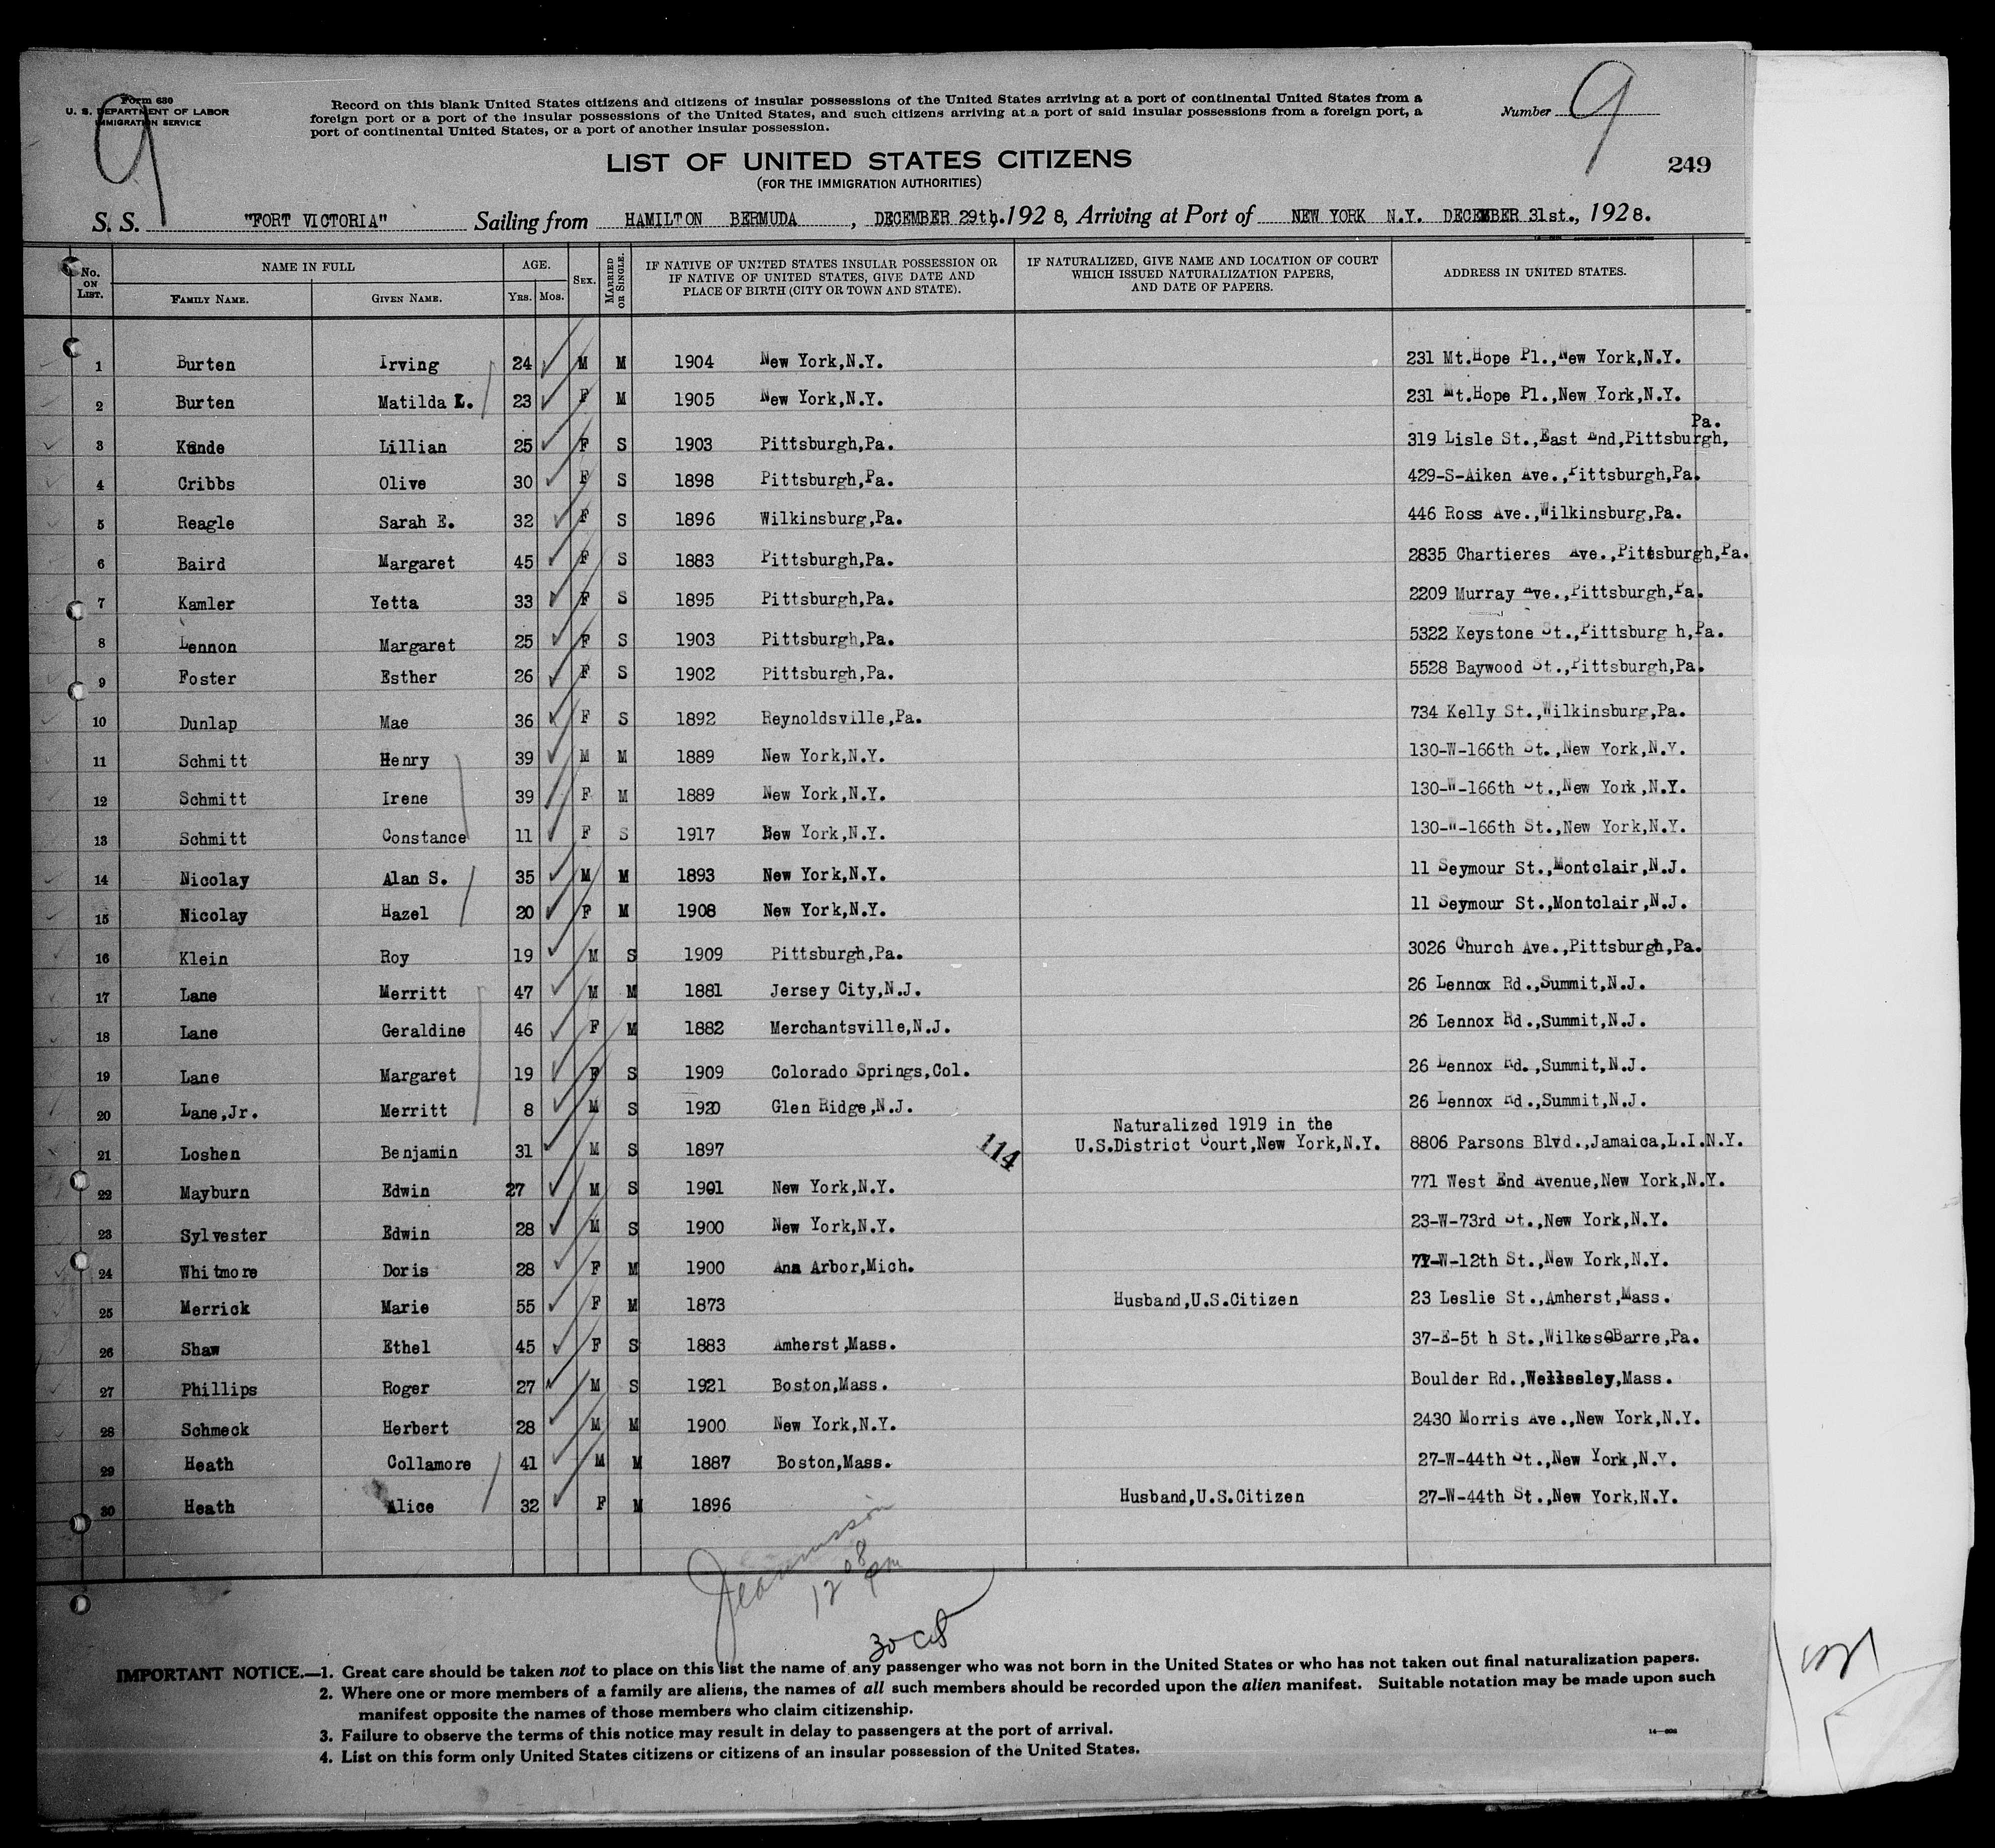 Form 630
U. S. DEPARTMENT OF LABOR
IMMIGRATION SERVICE
9
Record on this blank United States citizens and citizens of insular possessions of the United States arriving at a port of continental United States from a
foreign port or a port of the insular possessions of the United States, and such citizens arriving at a port of said insular possessions from a foreign port, a
port of continental United States, or a port of another insular possession.
Number 9
LIST OF UNITED STATES CITIZENS
(FOR THE IMMIGRATION AUTHORITIES)
249
S. S. "FORT VICTORIA" Sailing from HAMILTON BERMUDA , DECEMBER 29th., 1928, Arriving at Port of NEW YORK N.Y. DECEMBER 31st., 1928.
No. ON LIST. NAME IN FULL FAMILY NAME. GIVEN NAME. AGE. YRS. MOS. SEX. MARRIED OR SINGLE. IF NATIVE OF UNITED STATES INSULAR POSSESSION OR IF NATIVE OF UNITED STATES, GIVE DATE AND PLACE OF BIRTH (CITY OR TOWN AND STATE). IF NATURALIZED, GIVE NAME AND LOCATION OF COURT WHICH ISSUED NATURALIZATION PAPERS, AND DATE OF PAPERS. ADDRESS IN UNITED STATES.
1 Burten Irving 24 M M 1904 New York,N.Y. 231 Mt.Hope Pl.,New York,N.Y.
2 Burten Matilda L. 23 F M 1905 New York,N.Y. 231 Mt.Hope Pl.,New York,N.Y.
3 Kunde Lillian 25 F S 1903 Pittsburgh,Pa. 319 Lisle St.,East End,Pittsburgh, Pa.
4 Cribbs Olive 30 F S 1898 Pittsburgh,Pa. 429-S-Aiken Ave.,Pittsburgh,Pa.
5 Reagle Sarah E. 32 F S 1896 Wilkinsburg,Pa. 446 Ross Ave.,Wilkinsburg,Pa.
6 Baird Margaret 45 F S 1883 Pittsburgh,Pa. 2835 Chartieres Ave.,Pittsburgh,Pa.
7 Kamler Yetta 33 F S 1895 Pittsburgh,Pa. 2209 Murray Ave.,Pittsburgh,Pa.
8 Lennon Margaret 25 F S 1903 Pittsburgh,Pa. 5322 Keystone St.,Pittsburg h,Pa.
9 Foster Esther 26 F S 1902 Pittsburgh,Pa. 5528 Baywood St.,Pittsburgh,Pa.
10 Dunlap Mae 36 F S 1892 Reynoldsville,Pa. 734 Kelly St.,Wilkinsburg,Pa.
11 Schmitt Henry 39 M M 1889 New York,N.Y. 130-W-166th St.,New York,N.Y.
12 Schmitt Irene 39 F M 1889 New York,N.Y. 130-W-166th St.,New York,N.Y.
13 Schmitt Constance 11 F S 1917 New York,N.Y. 130-W-166th St.,New York,N.Y.
14 Nicolay Alan S. 35 M M 1893 New York,N.Y. 11 Seymour St.,Montclair,N.J.
15 Nicolay Hazel 20 F M 1908 New York,N.Y. 11 Seymour St.,Montclair,N.J.
16 Klein Roy 19 M S 1909 Pittsburgh,Pa. 3026 Church Ave.,Pittsburgh,Pa.
17 Lane Merritt 47 M M 1881 Jersey City,N.J. 26 Lennox Rd.,Summit,N.J.
18 Lane Geraldine 46 F M 1882 Merchantsville,N.J. 26 Lennox Rd.,Summit,N.J.
19 Lane Margaret 19 F S 1909 Colorado Springs,Col. 26 Lennox Rd.,Summit,N.J.
20 Lane,Jr. Merritt 8 M S 1920 Glen Ridge,N.J. 26 Lennox Rd.,Summit,N.J.
21 Loshen Benjamin 31 M S 1897 114 Naturalized 1919 in the U.S.District Court,New York,N.Y. 8806 Parsons Blvd.,Jamaica,L.I.N.Y.
22 Mayburn Edwin 27 M S 1901 New York,N.Y. 771 West End Avenue,New York,N.Y.
23 Sylvester Edwin 28 M S 1900 New York,N.Y. 23-W-73rd St.,New York,N.Y.
24 Whitmore Doris 28 F M 1900 Ann Arbor,Mich. 71-W-12th St.,New York,N.Y.
25 Merrick Marie 55 F M 1873 Husband,U.S.Citizen 23 Leslie St.,Amherst,Mass.
26 Shaw Ethel 45 F S 1883 Amherst,Mass. 37-E-5t h St.,Wilkes Barre,Pa.
27 Phillips Roger 27 M S 1921 Boston,Mass. Boulder Rd.,Wellesley,Mass.
28 Schmeck Herbert 28 M M 1900 New York,N.Y. 2430 Morris Ave.,New York,N.Y.
29 Heath Collamore 41 M M 1887 Boston,Mass. 27-W-44th St.,New York,N.Y.
30 Heath Alice 32 F M 1896 Husband,U.S.Citizen 27-W-44th St.,New York,N.Y.
12 08 pm
IMPORTANT NOTICE.—1. Great care should be taken not to place on this list the name of any passenger who was not born in the United States or who has not taken out final naturalization papers.
2. Where one or more members of a family are aliens, the names of all such members should be recorded upon the alien manifest. Suitable notation may be made upon such
manifest opposite the names of those members who claim citizenship.
3. Failure to observe the terms of this notice may result in delay to passengers at the port of arrival.
4. List on this form only United States citizens or citizens of an insular possession of the United States.